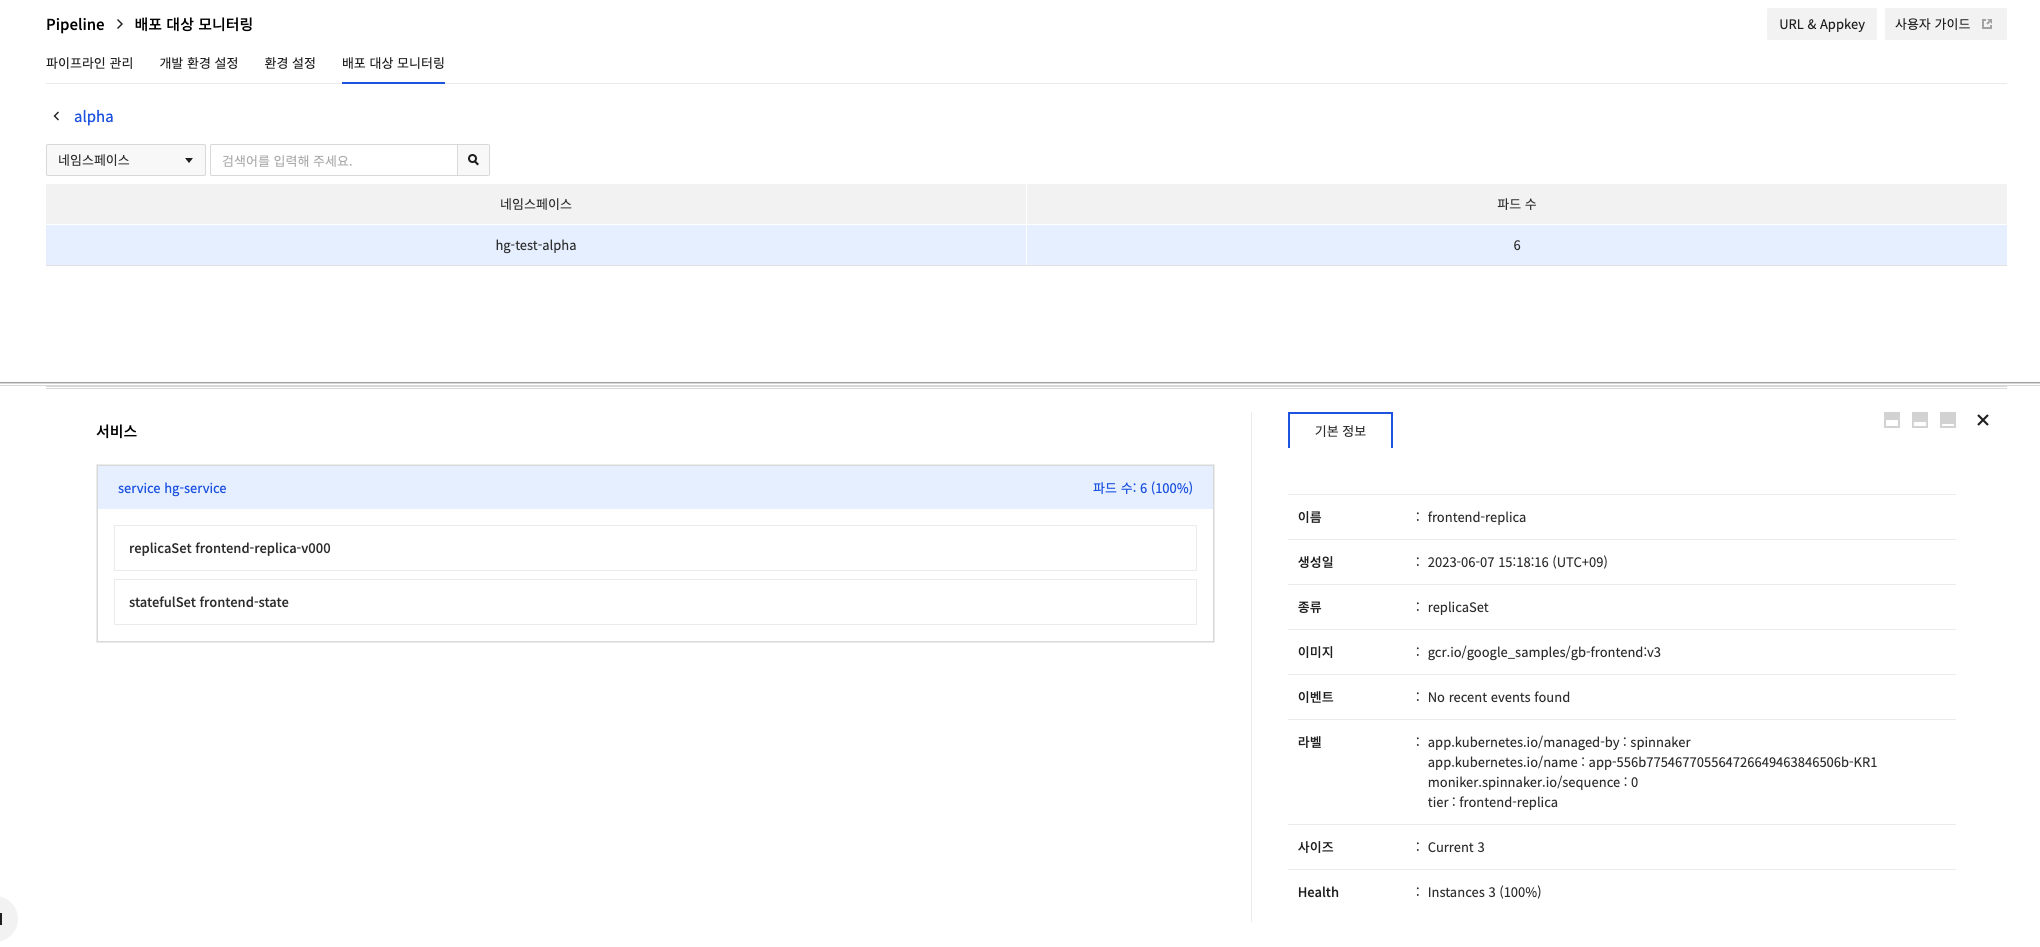 Pipeline > 배포 대상 모니터링
URL & Appkey
사용자 가이드
파이프라인 관리
개발 환경 설정
환경 설정
배포 대상 모니터링
alpha
네임스페이스
검색어를 입력해 주세요.
네임스페이스
파드 수
hg-test-alpha
6
서비스
service hg-service
파드 수: 6 (100%)
replicaSet frontend-replica-v000
statefulSet frontend-state
기본 정보
이름 : frontend-replica
생성일 : 2023-06-07 15:18:16 (UTC+09)
종류 : replicaSet
이미지 : gcr.io/google_samples/gb-frontend:v3
이벤트 : No recent events found
라벨 : app.kubernetes.io/managed-by : spinnaker
app.kubernetes.io/name : app-556b775467705564726649463846506b-KR1
moniker.spinnaker.io/sequence : 0
tier : frontend-replica
사이즈 : Current 3
Health : Instances 3 (100%)